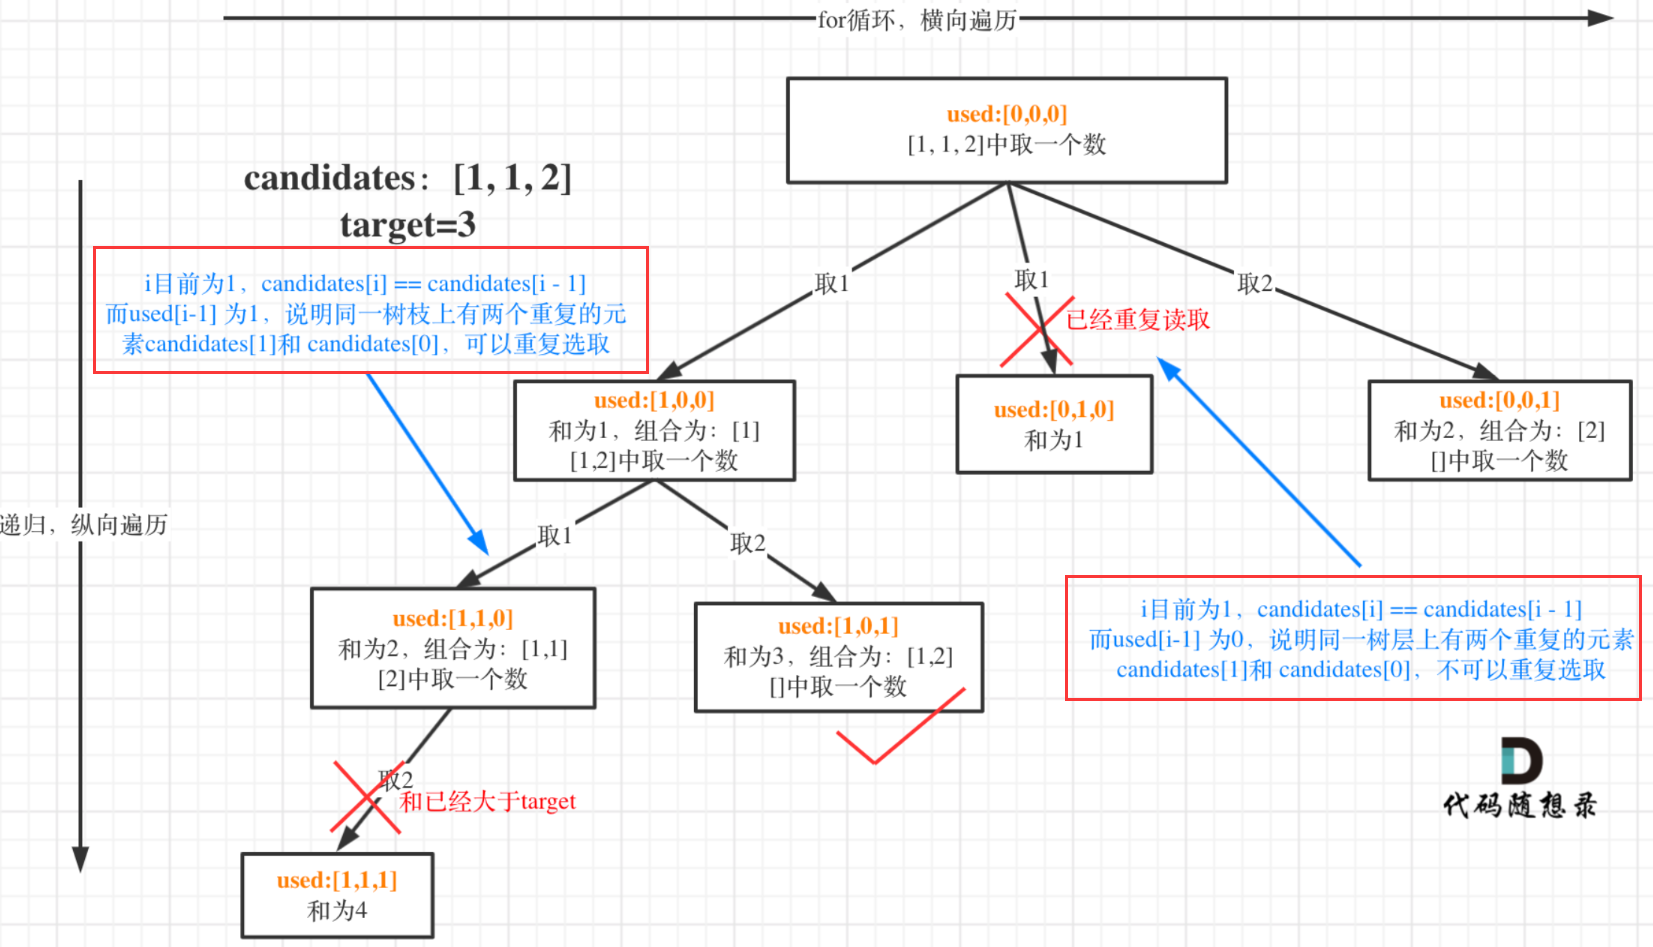 for循环，横向遍历
used:[0,0,0]
[1, 1, 2]中取一个数
candidates：[1, 1, 2]
target=3
i目前为1，candidates[i] == candidates[i - 1]
而used[i-1] 为1，说明同一树枝上有两个重复的元
素candidates[1]和 candidates[0]，可以重复选取
取1
取1
取2
已经重复读取
used:[1,0,0]
和为1，组合为：[1]
[1,2]中取一个数
used:[0,1,0]
和为1
used:[0,0,1]
和为2，组合为：[2]
[]中取一个数
递归，纵向遍历
取1
取2
used:[1,1,0]
和为2，组合为：[1,1]
[2]中取一个数
used:[1,0,1]
和为3，组合为：[1,2]
[]中取一个数
i目前为1，candidates[i] == candidates[i - 1]
而used[i-1] 为0，说明同一树层上有两个重复的元素
candidates[1]和 candidates[0]，不可以重复选取
取2
和已经大于target
代码随想录
used:[1,1,1]
和为4